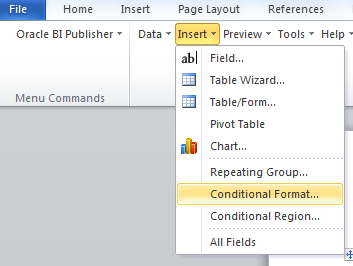 File Home Insert Page Layout References
Oracle BI Publisher Data Insert Preview Tools Help
Menu Commands
ab Field...
Table Wizard...
Table/Form...
Pivot Table
Chart...
Repeating Group...
Conditional Format...
Conditional Region...
All Fields